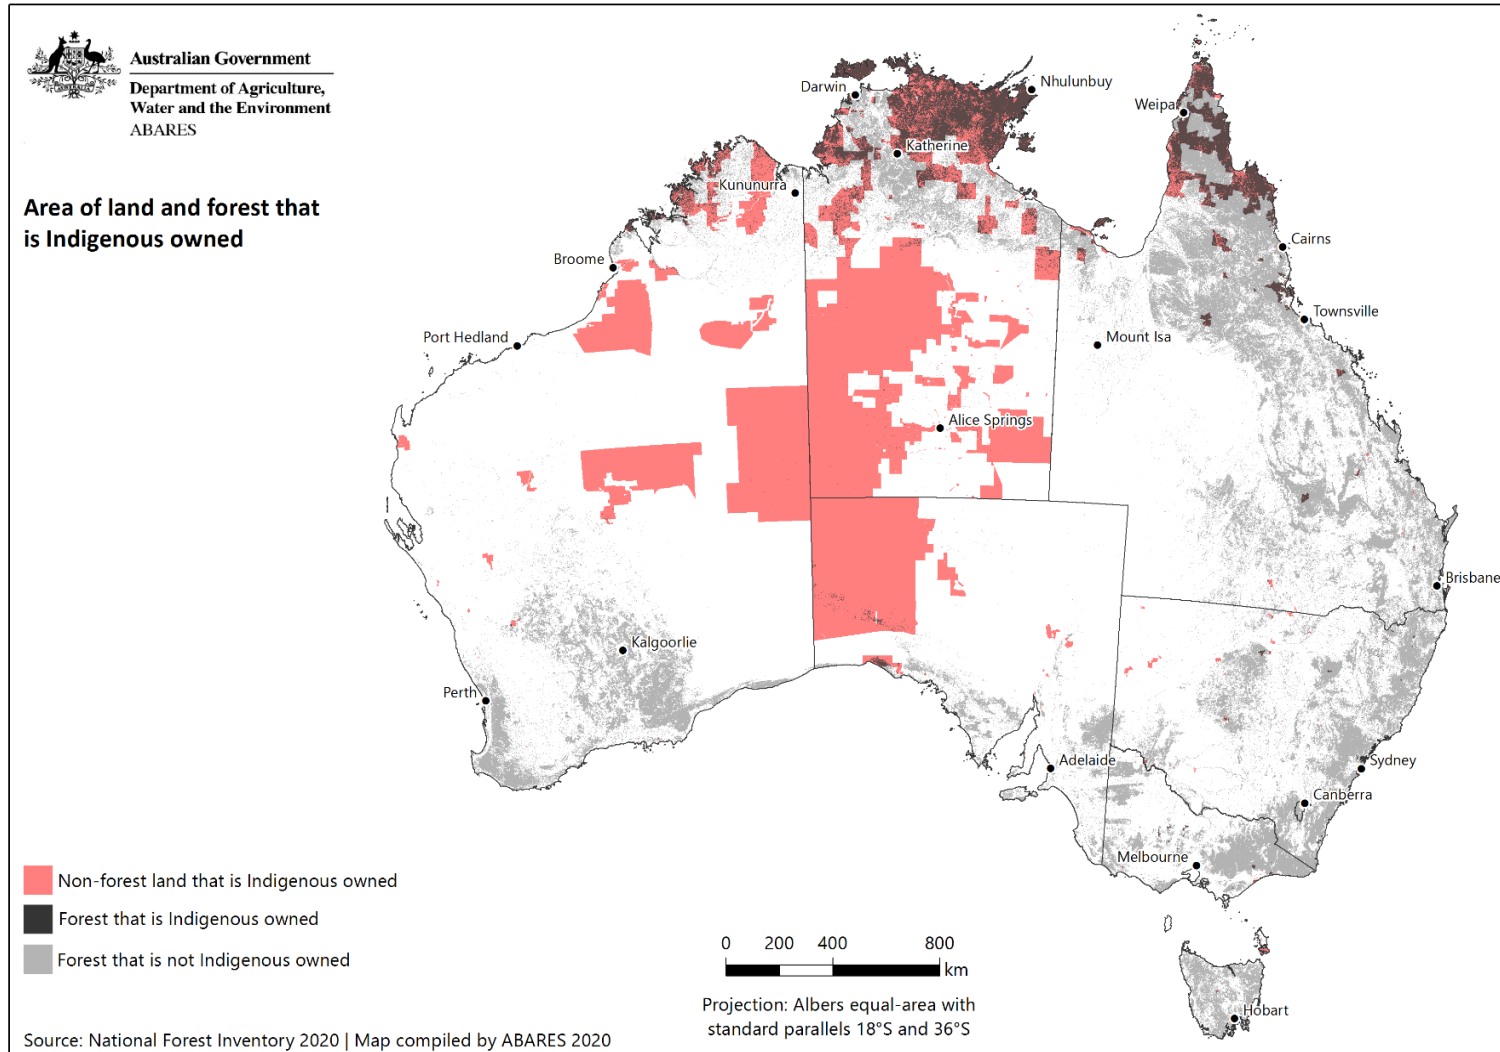 Australian Government
Department of Agriculture,
Water and the Environment
ABARES
Area of land and forest that
is Indigenous owned
Darwin
Nhulunbuy
Weipa
Katherine
Kununurra
Cairns
Broome
Townsville
Port Hedland
Mount Isa
Alice Springs
Brisbane
Kalgoorlie
Perth
Adelaide
Sydney
Canberra
Melbourne
Hobart
Non-forest land that is Indigenous owned
Forest that is Indigenous owned
Forest that is not Indigenous owned
0 200 400 800
km
Projection: Albers equal-area with
standard parallels 18°S and 36°S
Source: National Forest Inventory 2020 | Map compiled by ABARES 2020